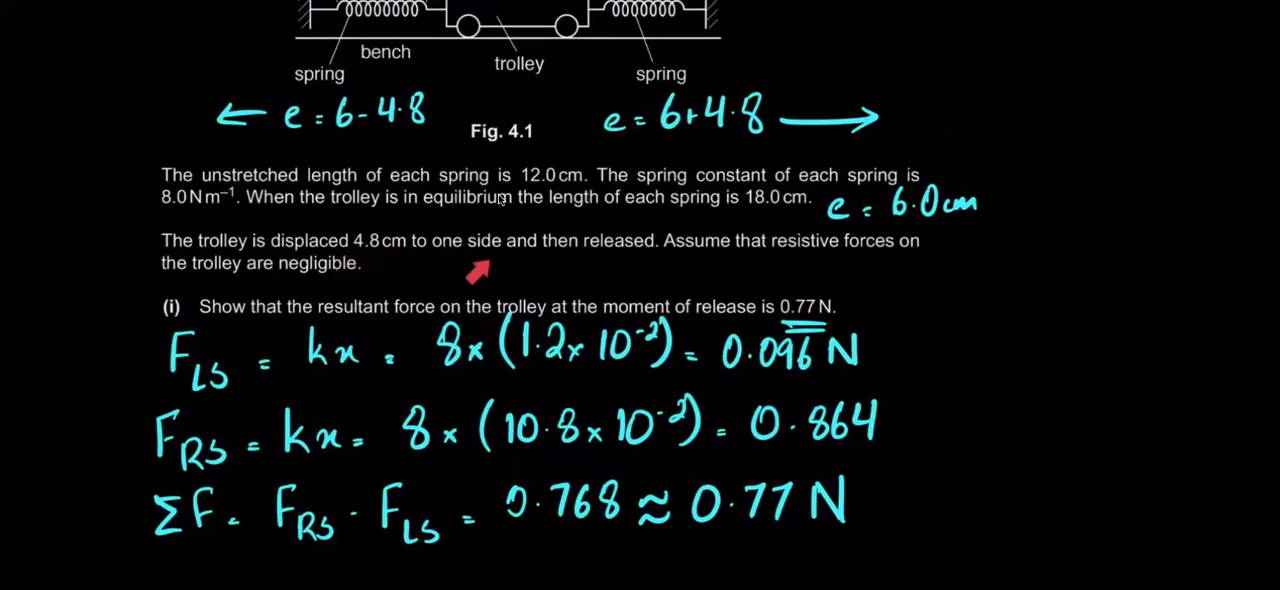 bench
trolley
spring
spring
← e = 6 - 4.8
e = 6 + 4.8 →
Fig. 4.1
The unstretched length of each spring is 12.0 cm. The spring constant of each spring is
8.0 N m⁻¹. When the trolley is in equilibrium the length of each spring is 18.0 cm. e = 6.0cm
The trolley is displaced 4.8 cm to one side and then released. Assume that resistive forces on
the trolley are negligible.
(i) Show that the resultant force on the trolley at the moment of release is 0.77 N.
F_LS = kx = 8 × (1.2 × 10⁻²) = 0.096 N
F_RS = kx = 8 × (10.8 × 10⁻²) = 0.864
ΣF = F_RS - F_LS = 0.768 ≈ 0.77 N